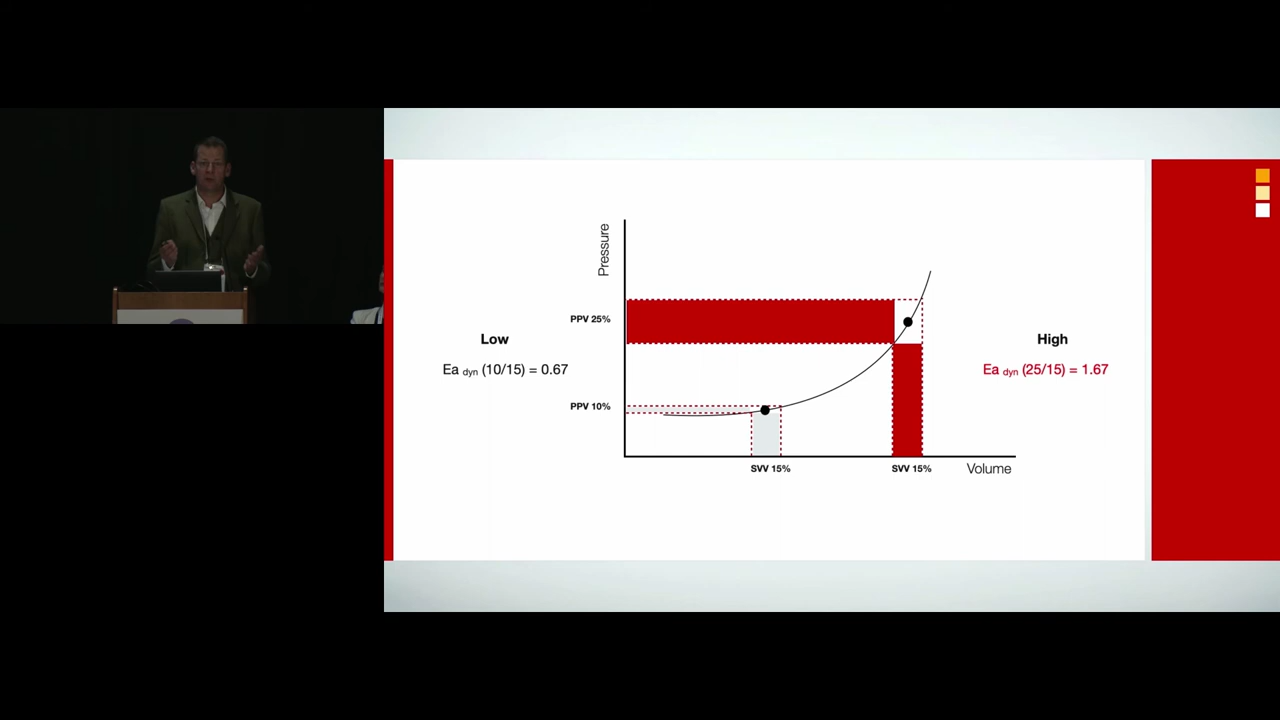 Pressure
PPV 25%
Low
Ea dyn (10/15) = 0.67
High
Ea dyn (25/15) = 1.67
PPV 10%
SVV 15%
SVV 15%
Volume